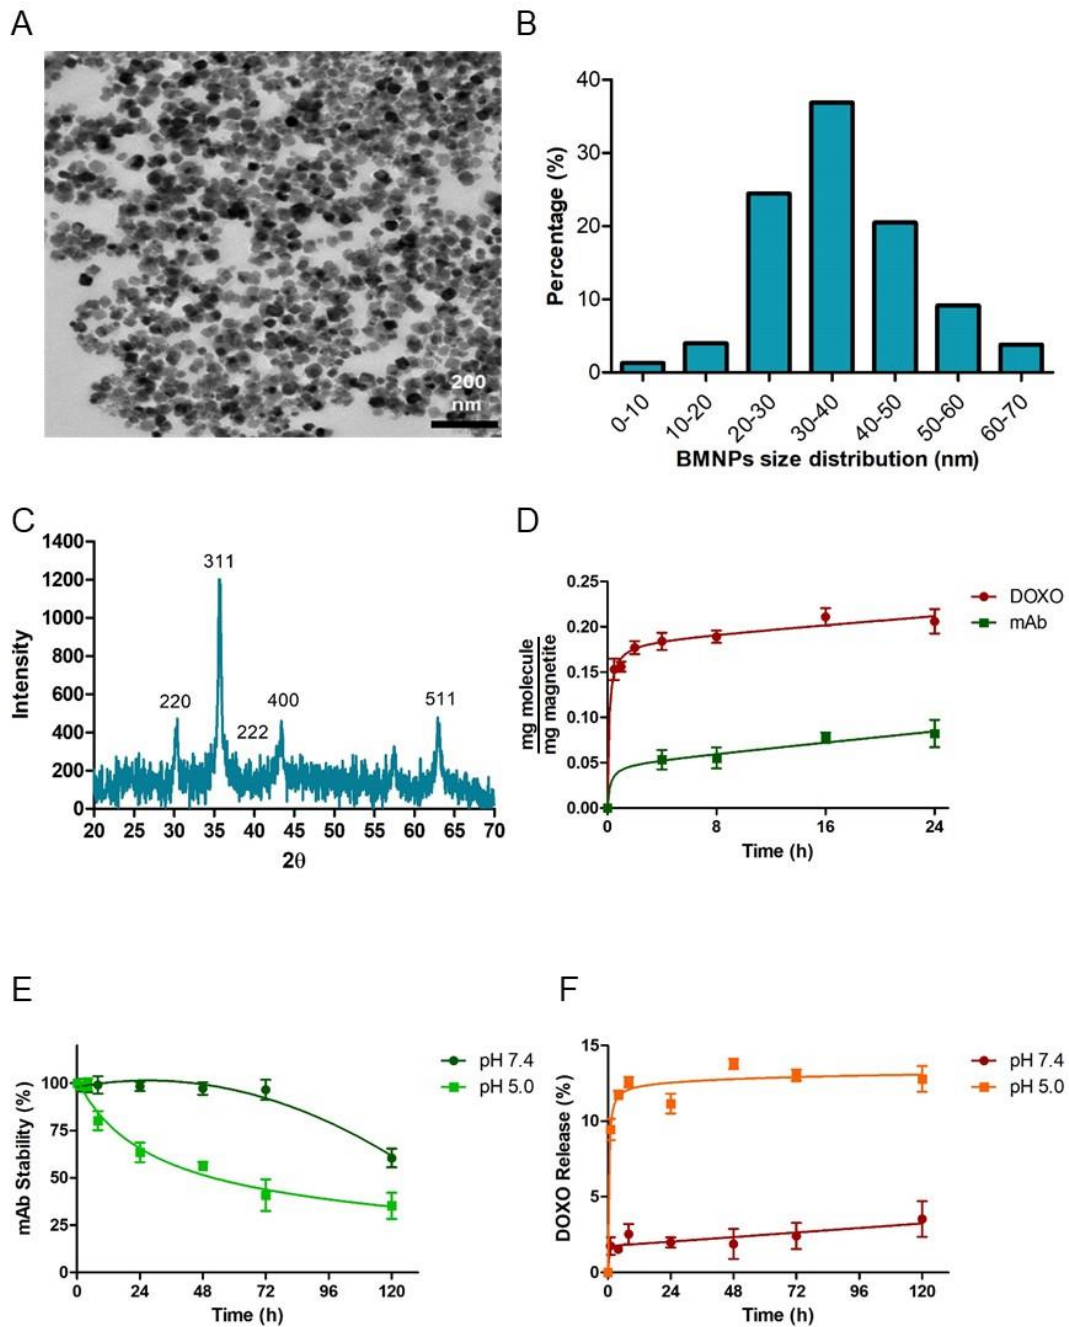 A
200
nm
B
Percentage (%)
40
30
20
10
0
0-10
10-20
20-30
30-40
40-50
50-60
60-70
BMNPs size distribution (nm)
C
Intensity
1400
1200
1000
800
600
400
200
0
220
311
222
400
511
20 25 30 35 40 45 50 55 60 65 70
2θ
D
mg molecule
mg magnetite
0.25
0.20
0.15
0.10
0.05
0.00
0 8 16 24
Time (h)
DOXO
mAb
E
mAb Stability (%)
100
75
50
25
0
0 24 48 72 96 120
Time (h)
pH 7.4
pH 5.0
F
DOXO Release (%)
15
10
5
0
0 24 48 72 96 120
Time (h)
pH 7.4
pH 5.0